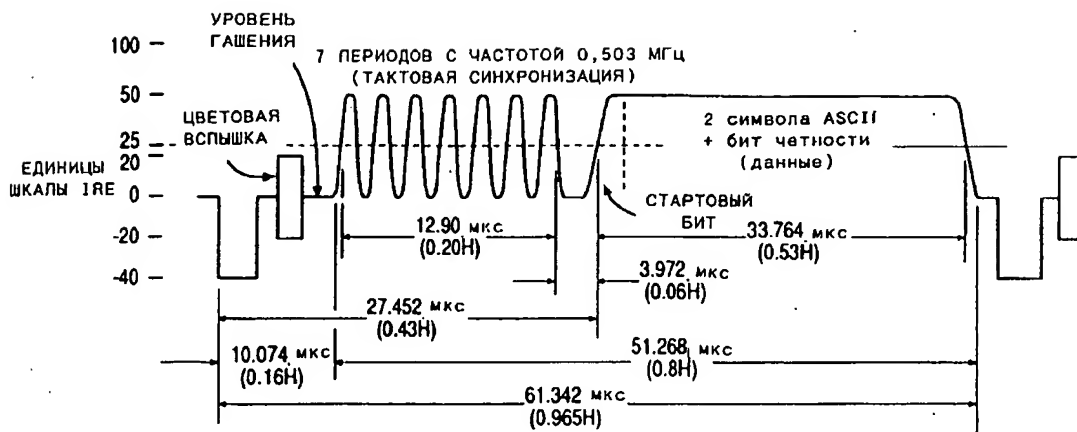 УРОВЕНЬ
ГАШЕНИЯ
100
7 ПЕРИОДОВ С ЧАСТОТОЙ 0,503 МГЦ
(ТАКТОВАЯ СИНХРОНИЗАЦИЯ)
50
ЦВЕТОВАЯ
ВСПЫШКА
2 символа ASCII
+ бит четности
(данные)
25
20
ЕДИНИЦЫ
ШКАЛЫ IRE
0
СТАРТОВЫЙ
БИТ
-20
12.90 мкс
(0.20H)
33.764 мкс
(0.53H)
-40
3.972 мкс
(0.06H)
27.452 мкс
(0.43H)
10.074 мкс
(0.16H)
51.268 мкс
(0.8H)
61.342 мкс
(0.965H)